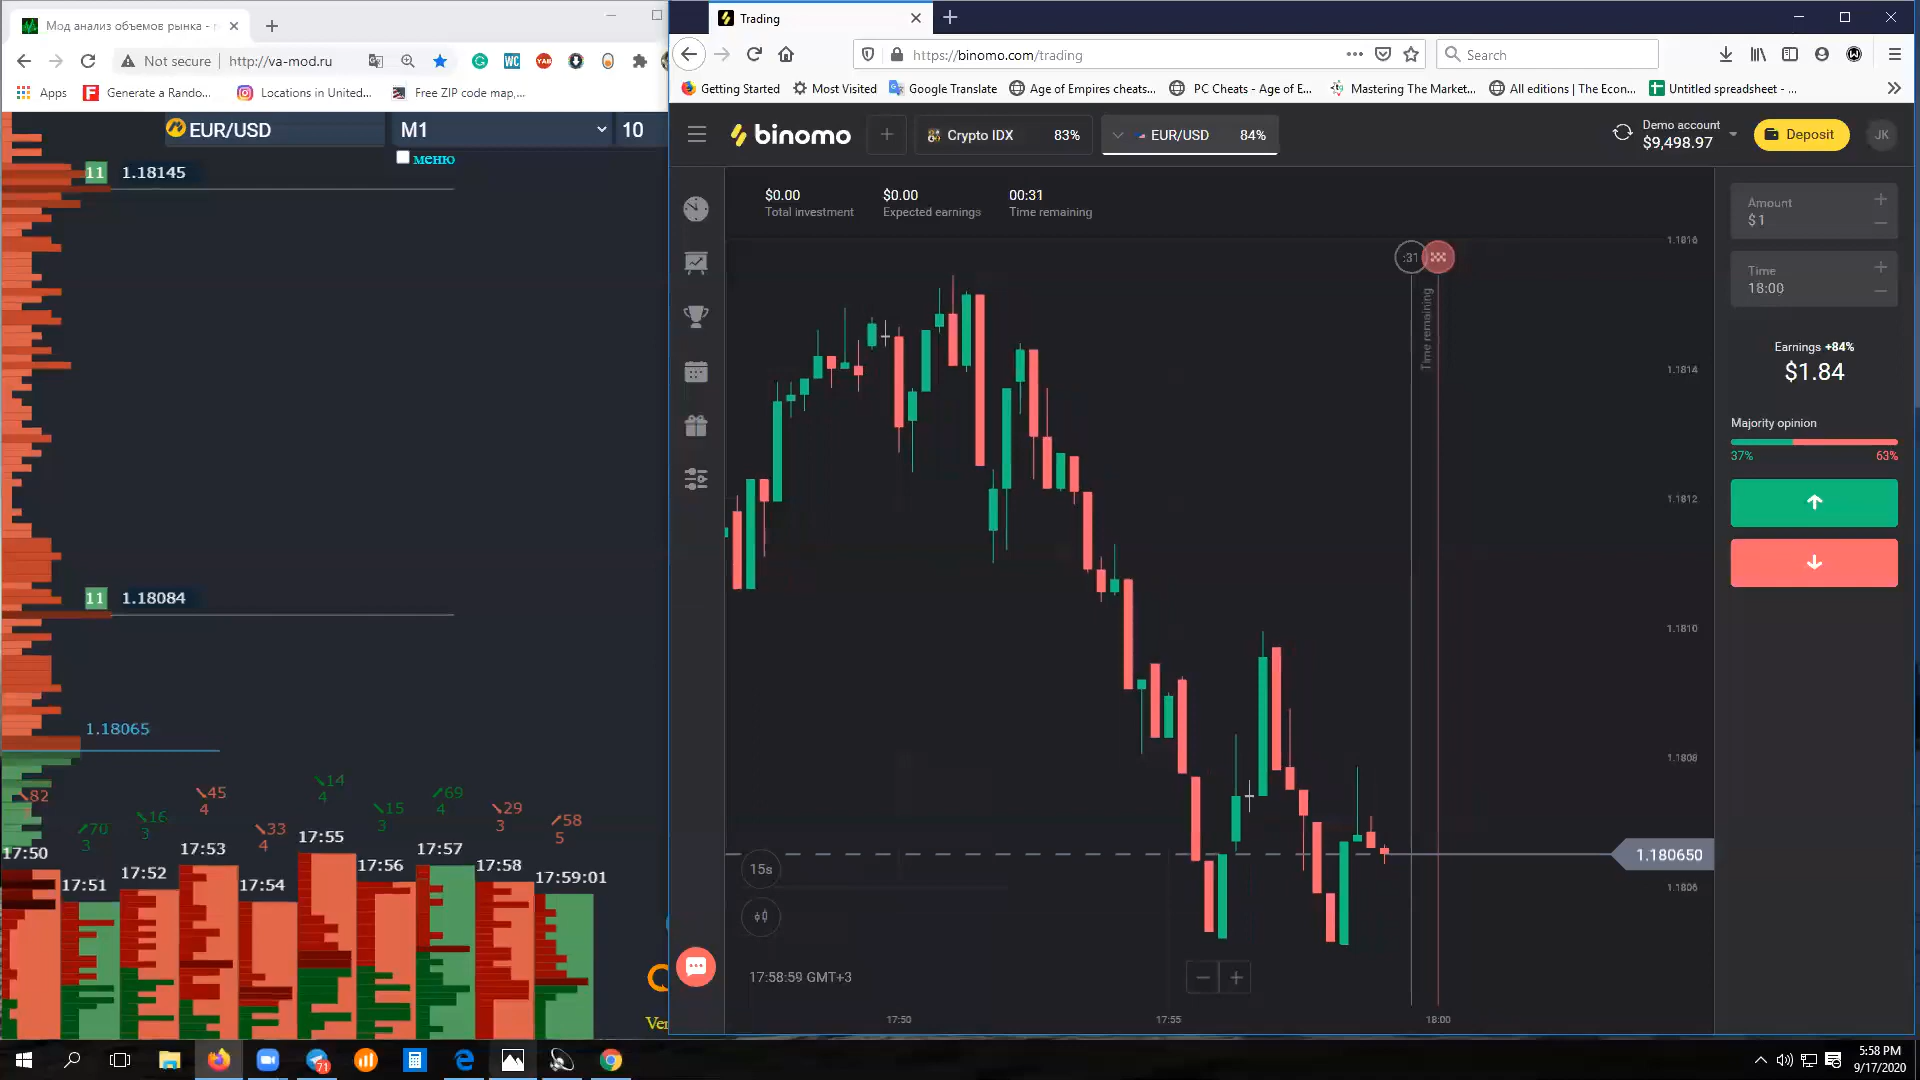 Мод анализ объемов рынка - г
Not secure
http://va-mod.ru
Apps
Generate a Rando...
Locations in United...
Free ZIP code map,...
EUR/USD
M1
10
меню
11 1.18145
11 1.18084
1.18065
82
70
3
16
3
45
4
33
4
14
4
15
3
69
4
29
3
58
5
17:50
17:51
17:52
17:53
17:54
17:55
17:56
17:57
17:58
17:59:01
Ver
Trading
https://binomo.com/trading
Search
Getting Started
Most Visited
Google Translate
Age of Empires cheats...
PC Cheats - Age of E...
Mastering The Market...
All editions | The Econ...
Untitled spreadsheet - ...
binomo
Crypto IDX 83%
EUR/USD 84%
Demo account
$9,498.97
Deposit
JK
$0.00
Total investment
$0.00
Expected earnings
00:31
Time remaining
:31
Time remaining
1.1816
1.1814
1.1812
1.1810
1.1808
1.180650
1.1806
15s
17:58:59 GMT+3
17:50
17:55
18:00
Amount
$1
Time
18:00
Earnings +84%
$1.84
Majority opinion
37%
63%
71
5:58 PM
9/17/2020